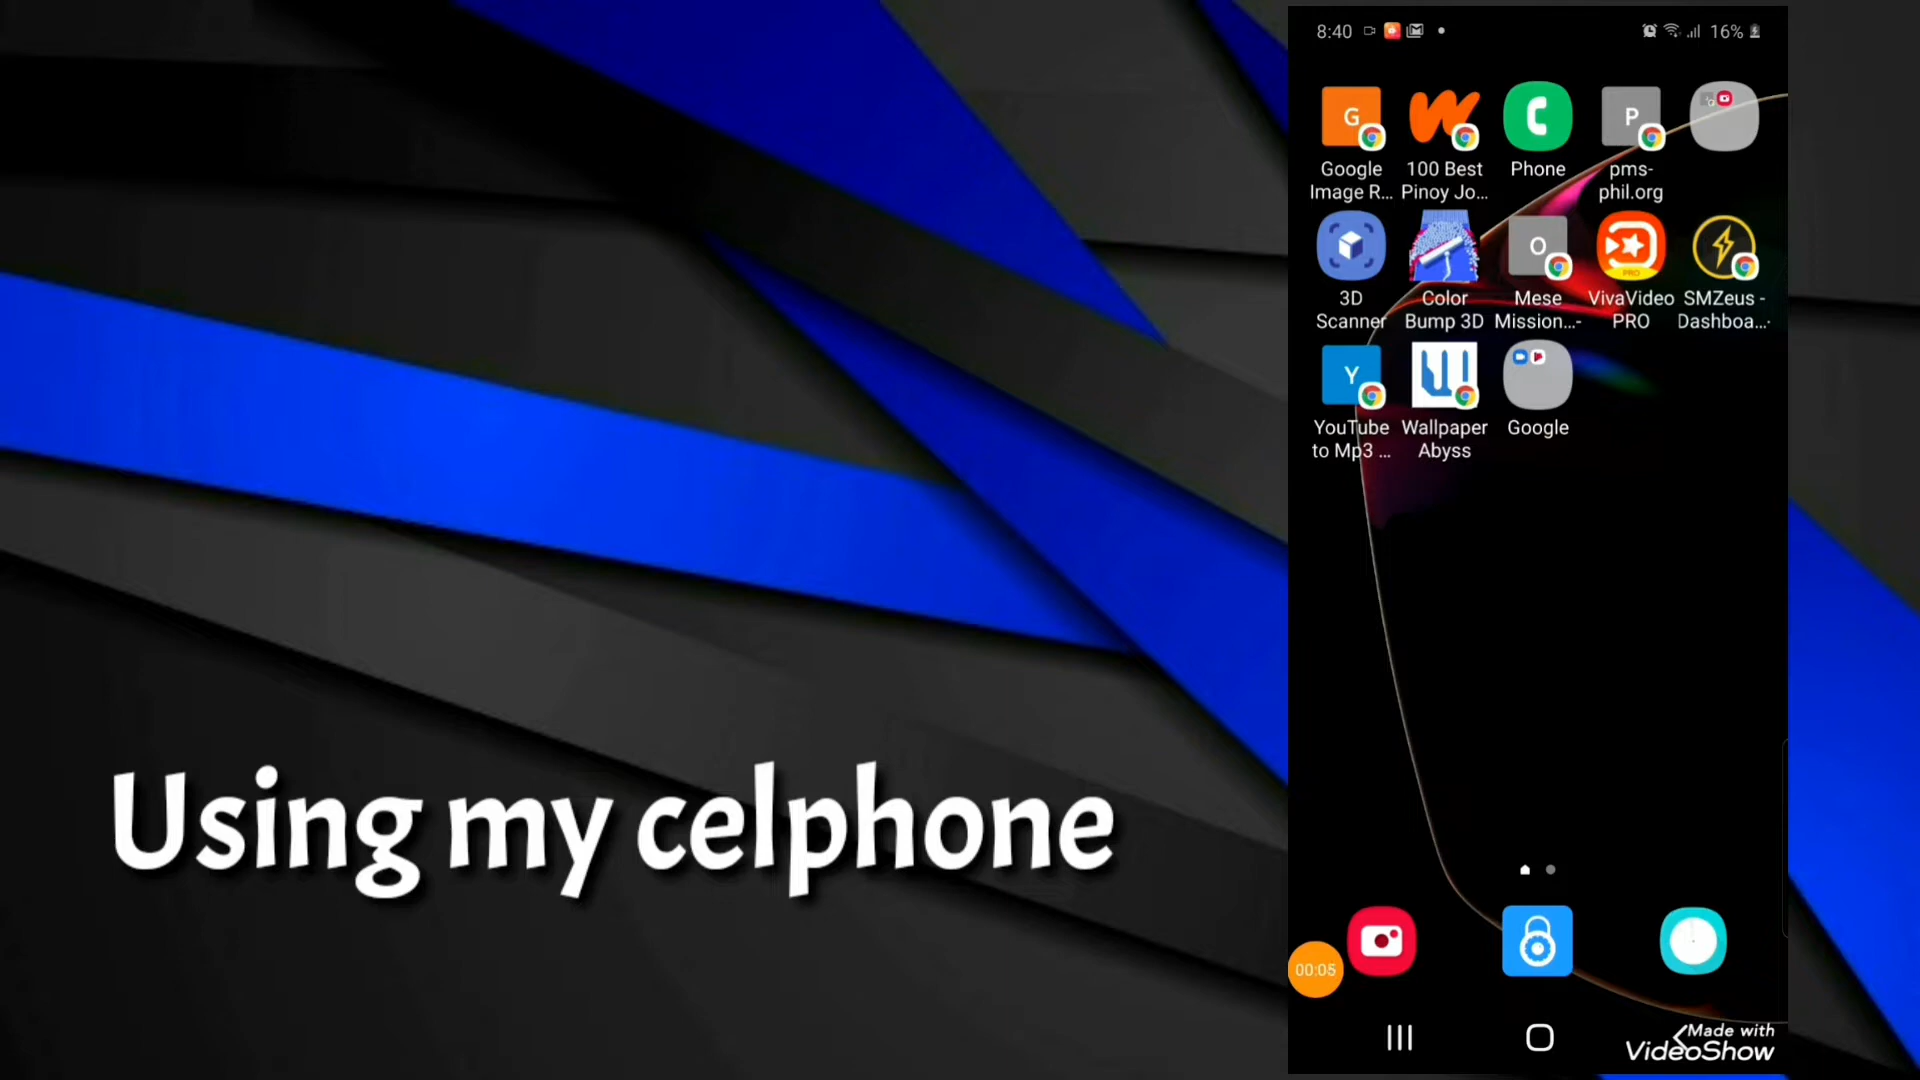 8:40
16%
G
P
Google
Image R...
100 Best
Pinoy Jo...
Phone
pms-
phil.org
O
PRO
3D
Scanner
Color
Bump 3D
Mese
Mission...-
VivaVideo
PRO
SMZeus -
Dashboa...
Y
YouTube
to Mp3 ...
Wallpaper
Abyss
Google
Using my celphone
00:05
Made with
VideoShow